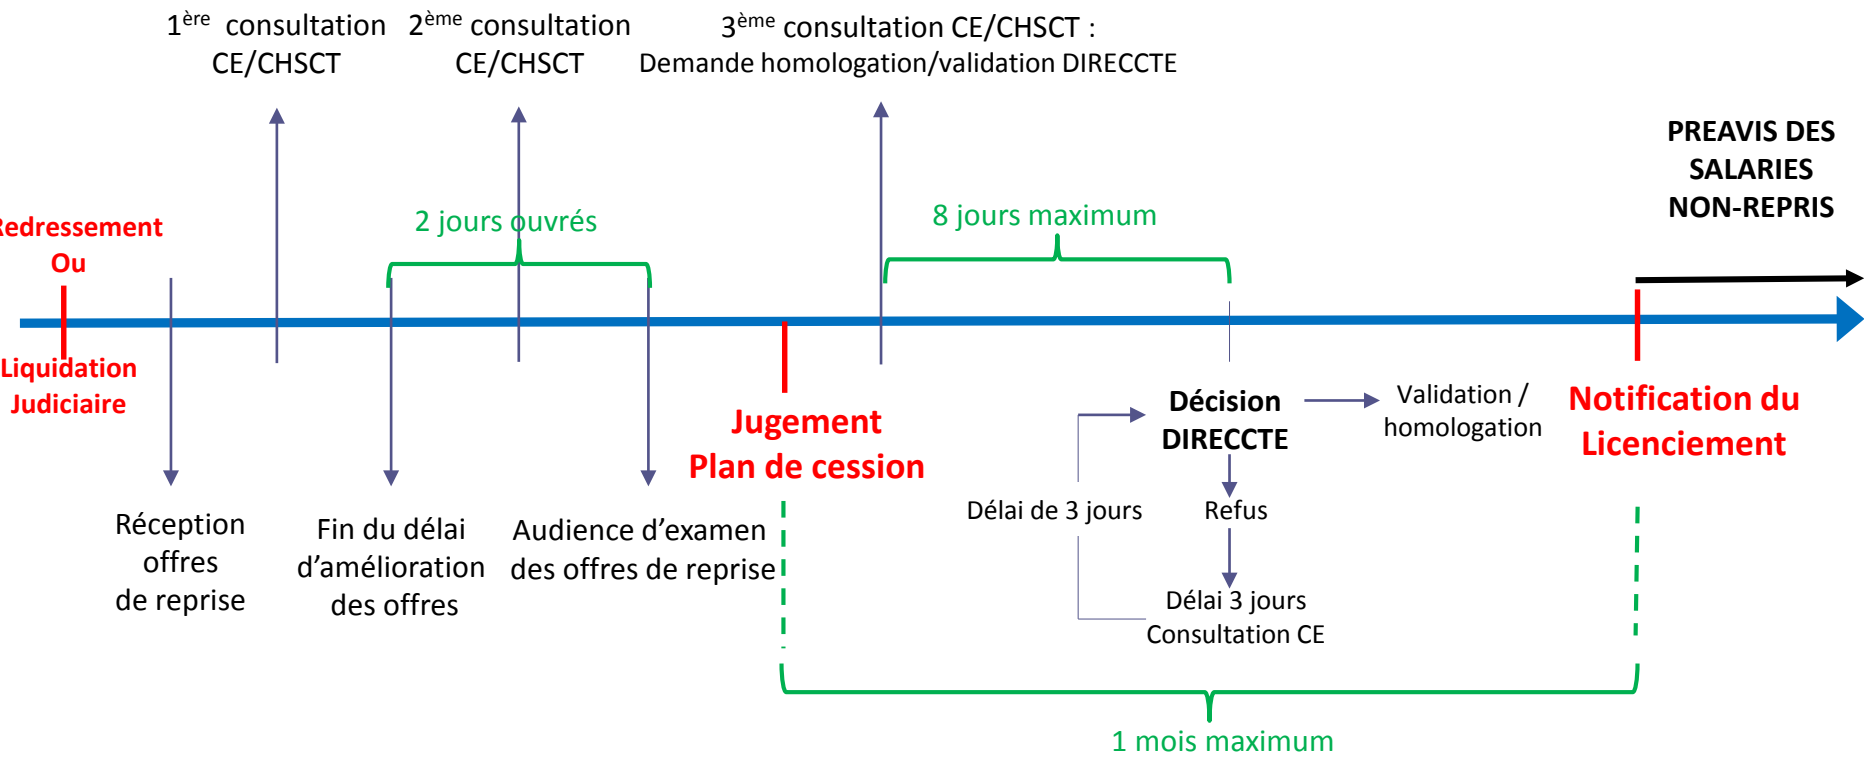 1ère consultation
CE/CHSCT
2ème consultation
CE/CHSCT
3ème consultation CE/CHSCT :
Demande homologation/validation DIRECCTE
PREAVIS DES
SALARIES
NON-REPRIS
2 jours ouvrés
8 jours maximum
Redressement
Ou
Liquidation
Judiciaire
Jugement
Plan de cession
Décision
DIRECCTE
Validation /
homologation
Notification du
Licenciement
Réception
offres
de reprise
Fin du délai
d’amélioration
des offres
Audience d’examen
des offres de reprise
Délai de 3 jours
Refus
Délai 3 jours
Consultation CE
1 mois maximum